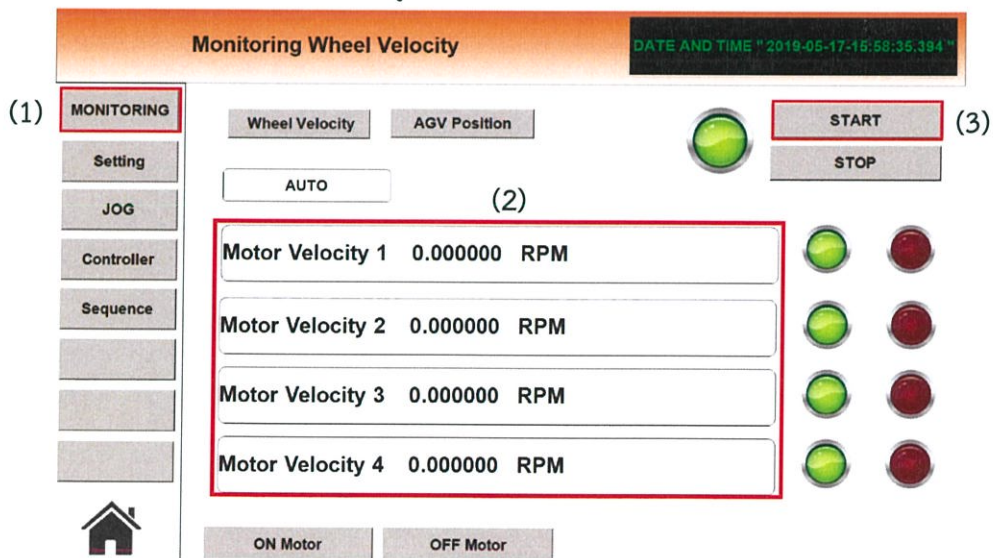 Monitoring Wheel Velocity
DATE AND TIME " 2019-05-17-15:58:35.394 "
(1)
MONITORING
Wheel Velocity
AGV Position
START
(3)
Setting
STOP
AUTO
JOG
(2)
Controller
Motor Velocity 1 0.000000 RPM
Sequence
Motor Velocity 2 0.000000 RPM
Motor Velocity 3 0.000000 RPM
Motor Velocity 4 0.000000 RPM
ON Motor
OFF Motor